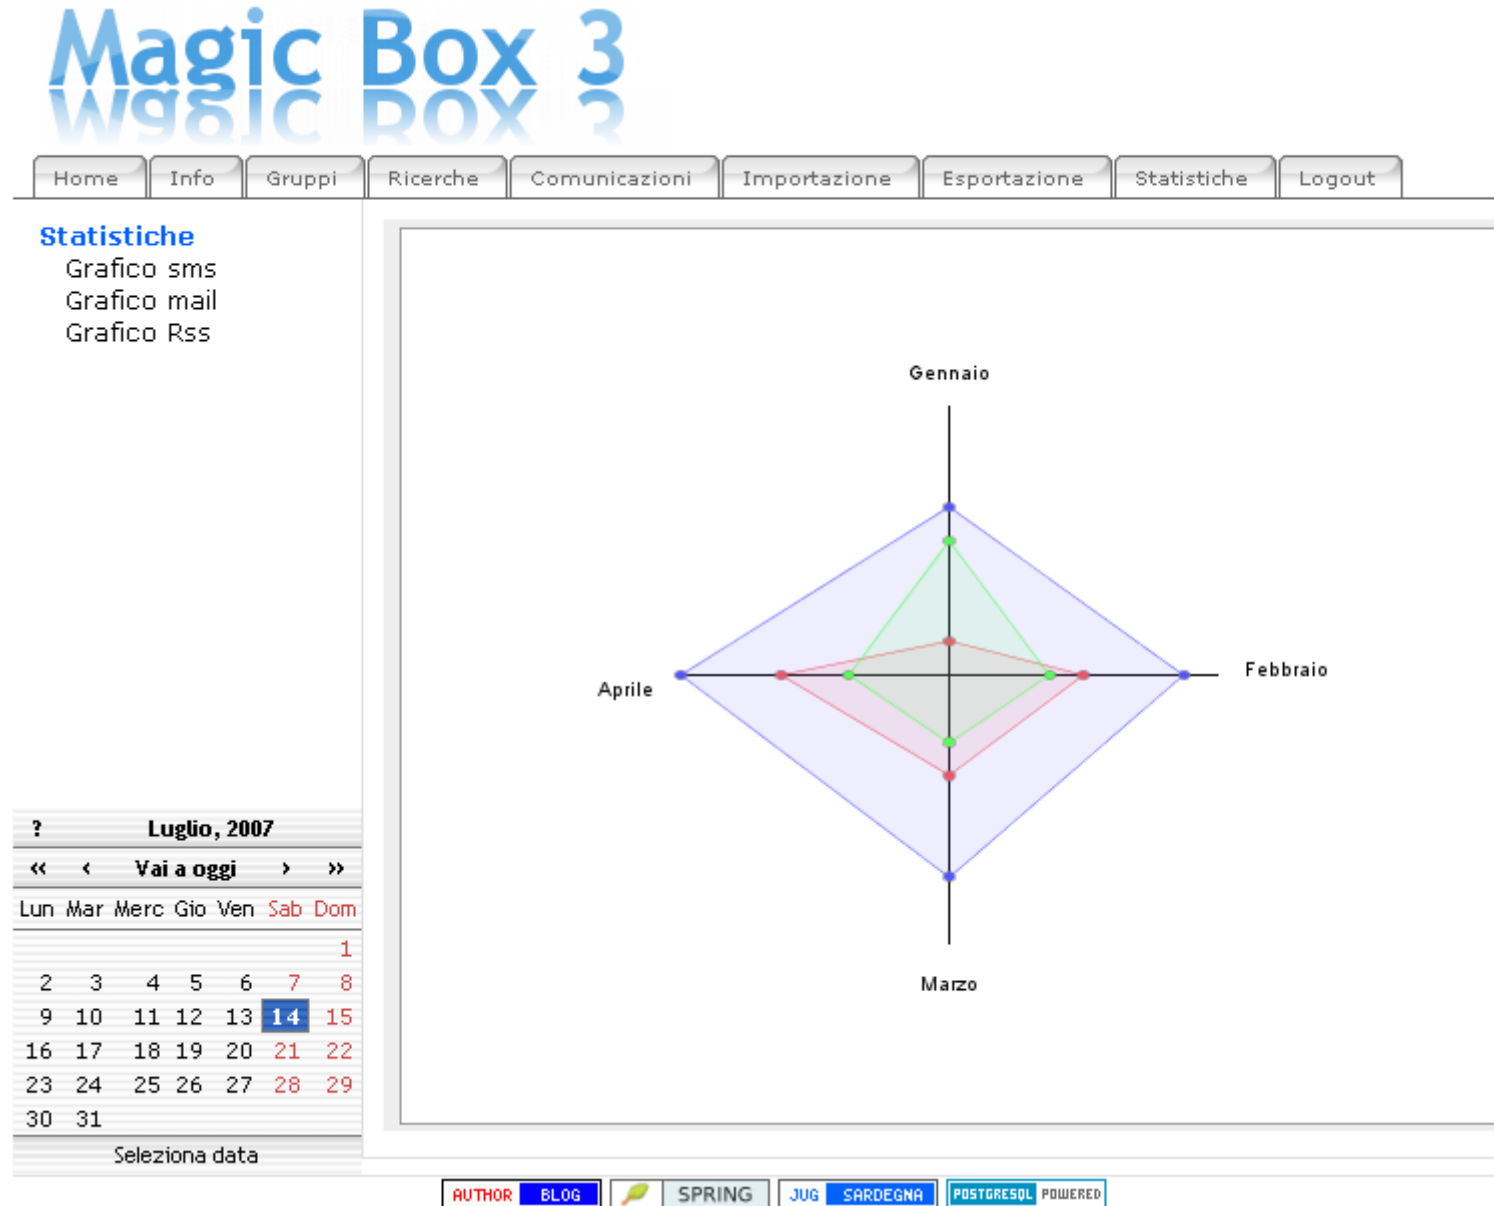 Magic Box 3
Home Info Gruppi Ricerche Comunicazioni Importazione Esportazione Statistiche Logout
Statistiche
Grafico sms
Grafico mail
Grafico Rss
Gennaio
Febbraio
Aprile
Marzo
? Luglio, 2007
« ‹ Vai a oggi › »
Lun Mar Merc Gio Ven Sab Dom
1
2 3 4 5 6 7 8
9 10 11 12 13 14 15
16 17 18 19 20 21 22
23 24 25 26 27 28 29
30 31
Seleziona data
AUTHOR BLOG SPRING JUG SARDEGNA POSTGRESQL POWERED